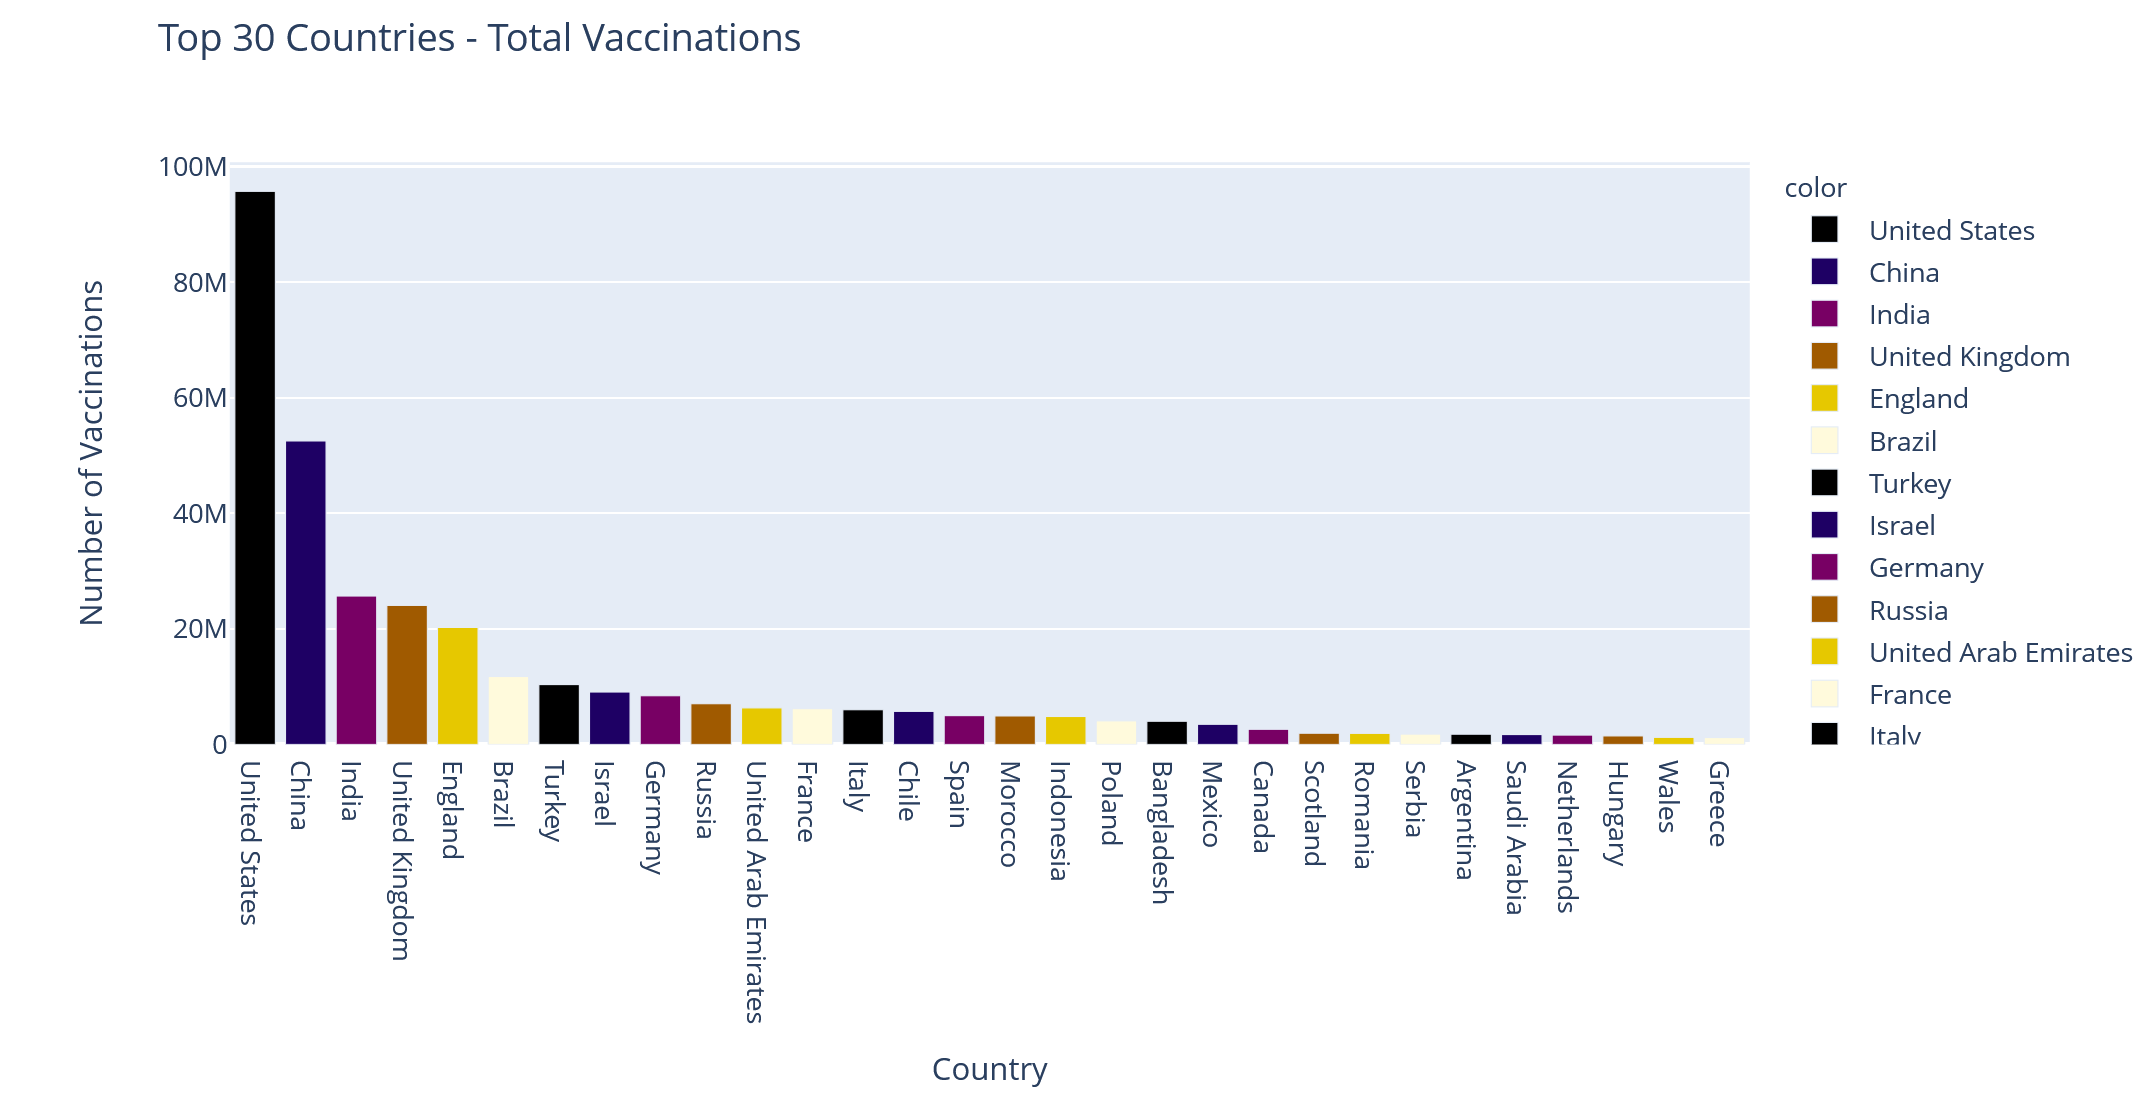 Top 30 Countries - Total Vaccinations
100M
80M
60M
40M
20M
0
Number of Vaccinations
United States
China
India
United Kingdom
England
Brazil
Turkey
Israel
Germany
Russia
United Arab Emirates
France
Italy
Chile
Spain
Morocco
Indonesia
Poland
Bangladesh
Mexico
Canada
Scotland
Romania
Serbia
Argentina
Saudi Arabia
Netherlands
Hungary
Wales
Greece
Country
color
United States
China
India
United Kingdom
England
Brazil
Turkey
Israel
Germany
Russia
United Arab Emirates
France
Italy